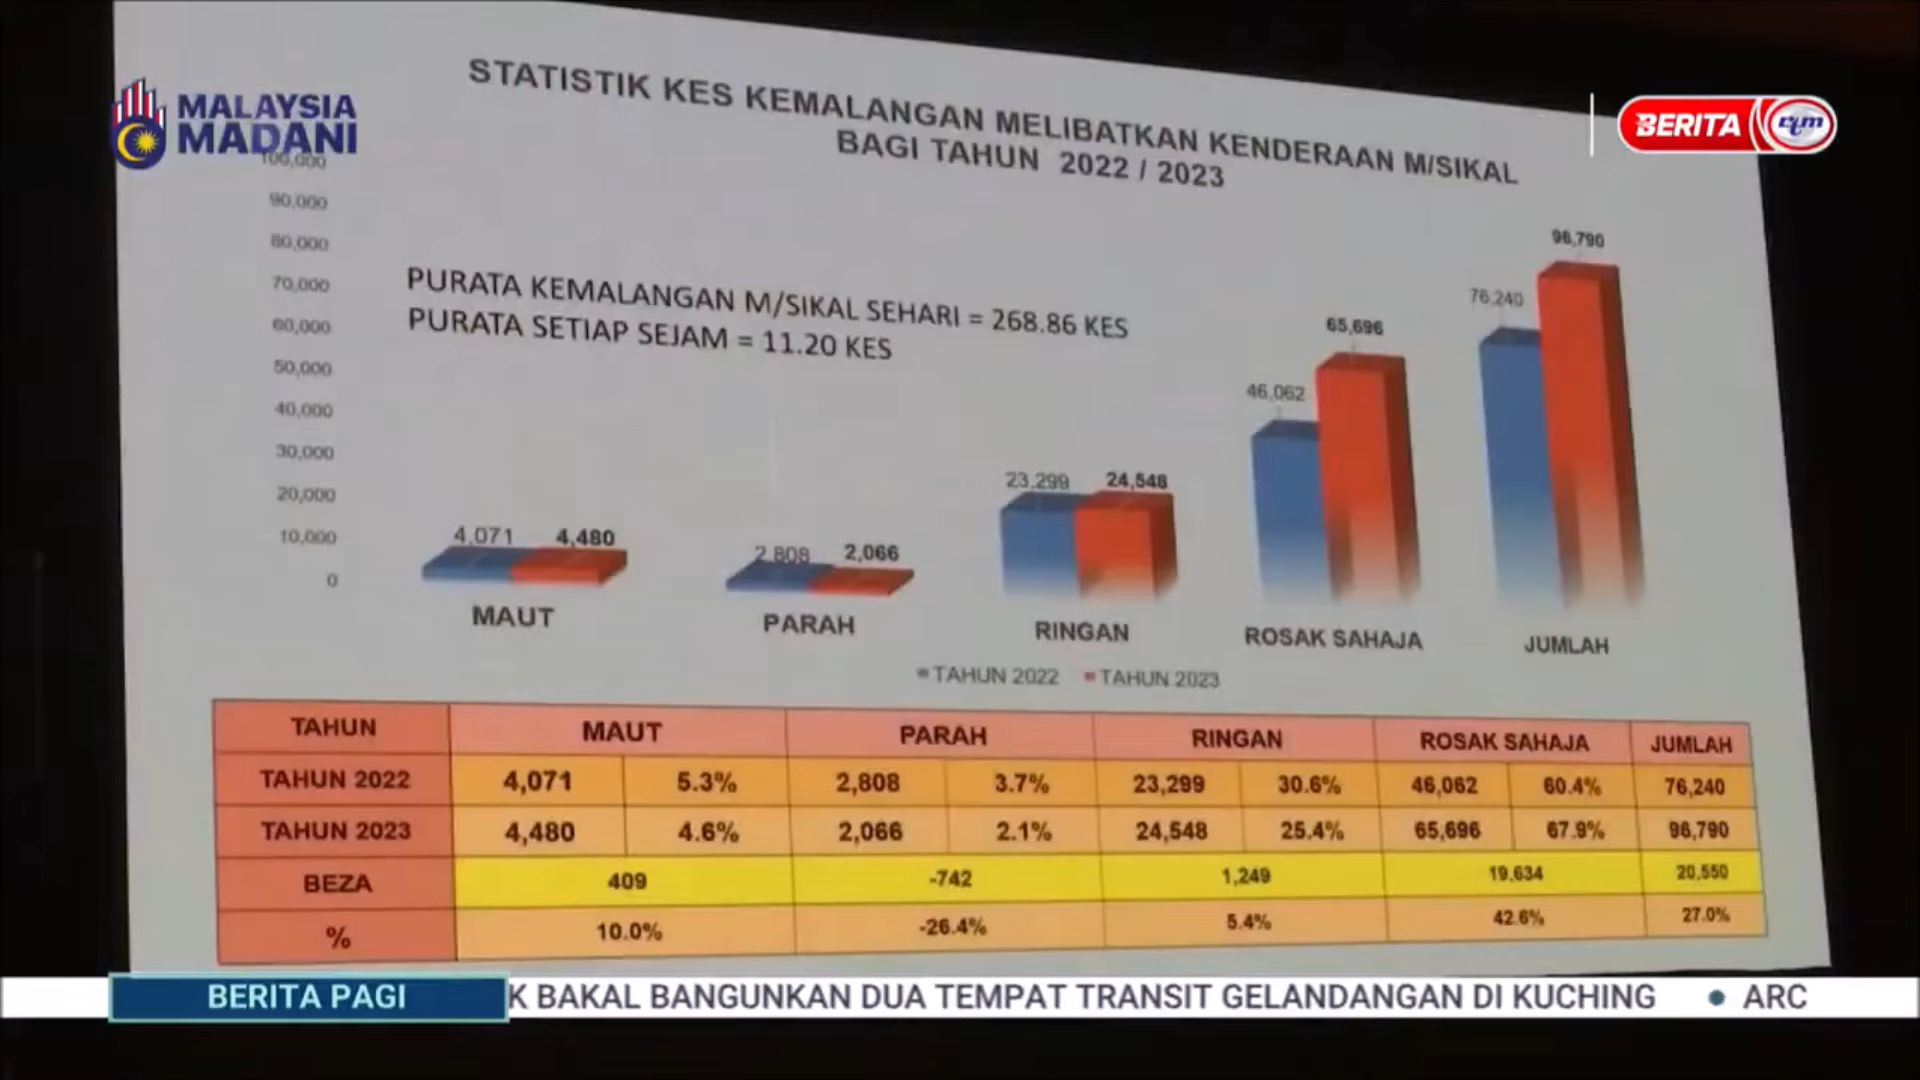 MALAYSIA
MADANI
BERITA rtm
STATISTIK KES KEMALANGAN MELIBATKAN KENDERAAN M/SIKAL
BAGI TAHUN 2022 / 2023
PURATA KEMALANGAN M/SIKAL SEHARI = 268.86 KES
PURATA SETIAP SEJAM = 11.20 KES
100,000
90,000
80,000
70,000
60,000
50,000
40,000
30,000
20,000
10,000
0
4,071 4,480
2,808 2,066
23,299 24,548
46,062 65,696
76,240 96,790
MAUT PARAH RINGAN ROSAK SAHAJA JUMLAH
TAHUN 2022 TAHUN 2023
TAHUN MAUT PARAH RINGAN ROSAK SAHAJA JUMLAH
TAHUN 2022 4,071 5.3% 2,808 3.7% 23,299 30.6% 46,062 60.4% 76,240
TAHUN 2023 4,480 4.6% 2,066 2.1% 24,548 25.4% 65,696 67.9% 96,790
BEZA 409 -742 1,249 19,634 20,550
% 10.0% -26.4% 5.4% 42.6% 27.0%
BERITA PAGI K BAKAL BANGUNKAN DUA TEMPAT TRANSIT GELANDANGAN DI KUCHING • ARC